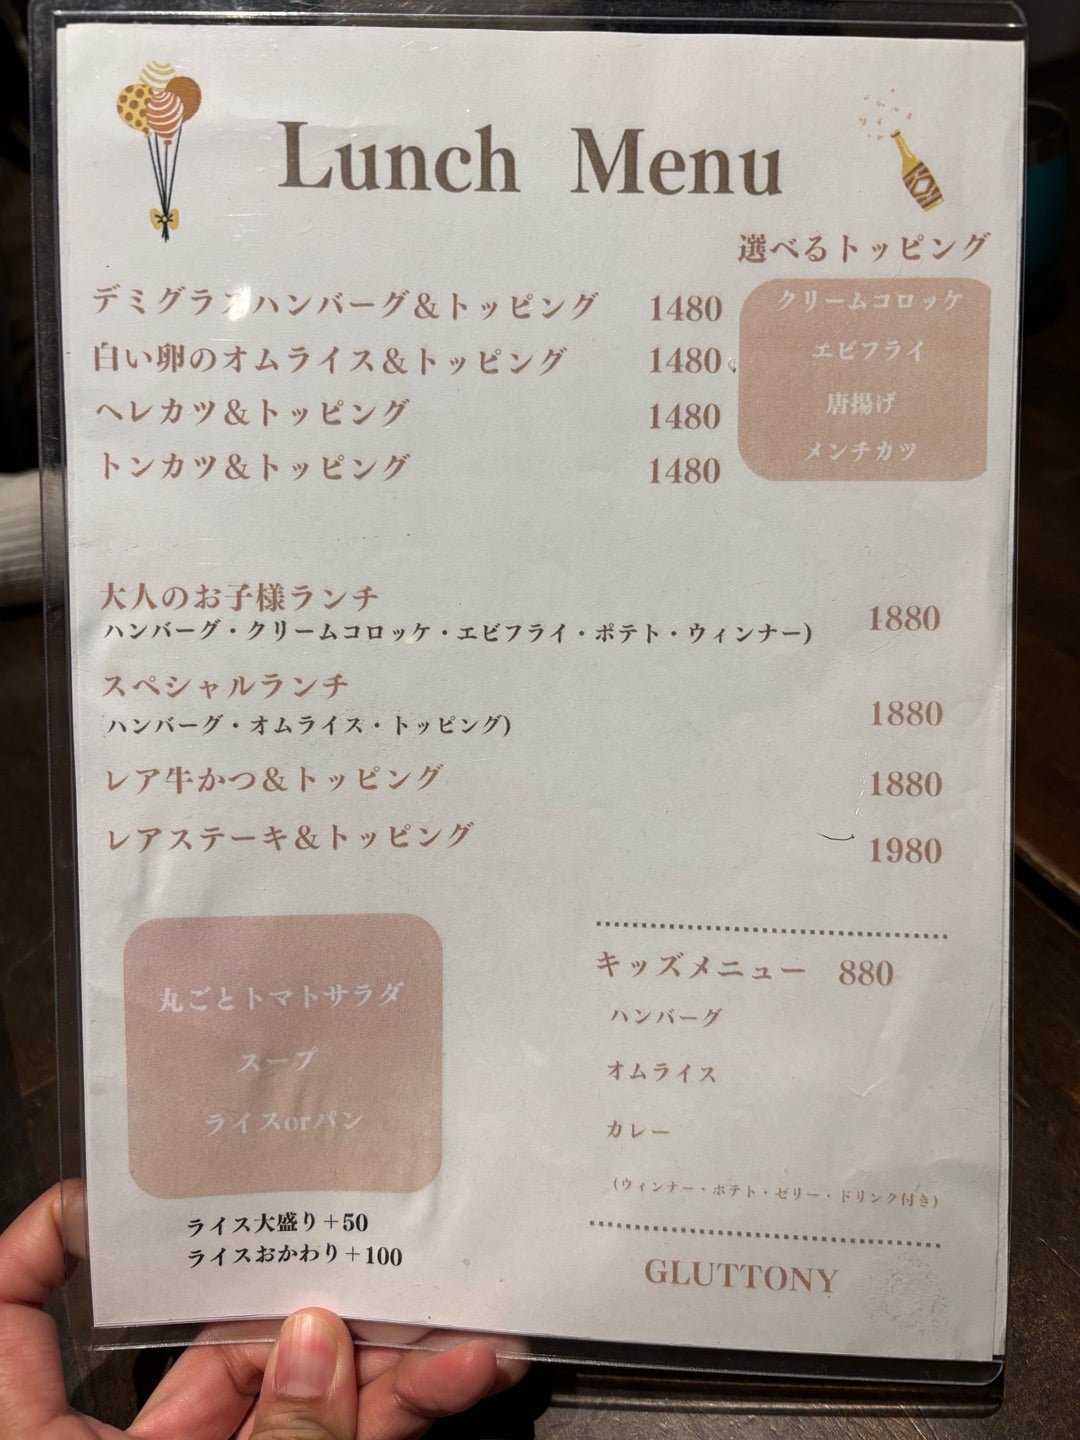 Lunch Menu
選べるトッピング
デミグラスハンバーグ&トッピング 1480
白い卵のオムライス&トッピング 1480
ヘレカツ&トッピング 1480
トンカツ&トッピング 1480
クリームコロッケ
エビフライ
唐揚げ
メンチカツ
大人のお子様ランチ 1880
ハンバーグ・クリームコロッケ・エビフライ・ポテト・ウィンナー)
スペシャルランチ 1880
ハンバーグ・オムライス・トッピング)
レア牛かつ&トッピング 1880
レアステーキ&トッピング 1980
丸ごとトマトサラダ
スープ
ライスorパン
ライス大盛り+50
ライスおかわり+100
キッズメニュー 880
ハンバーグ
オムライス
カレー
(ウィンナー・ポテト・ゼリー・ドリンク付き)
GLUTTONY